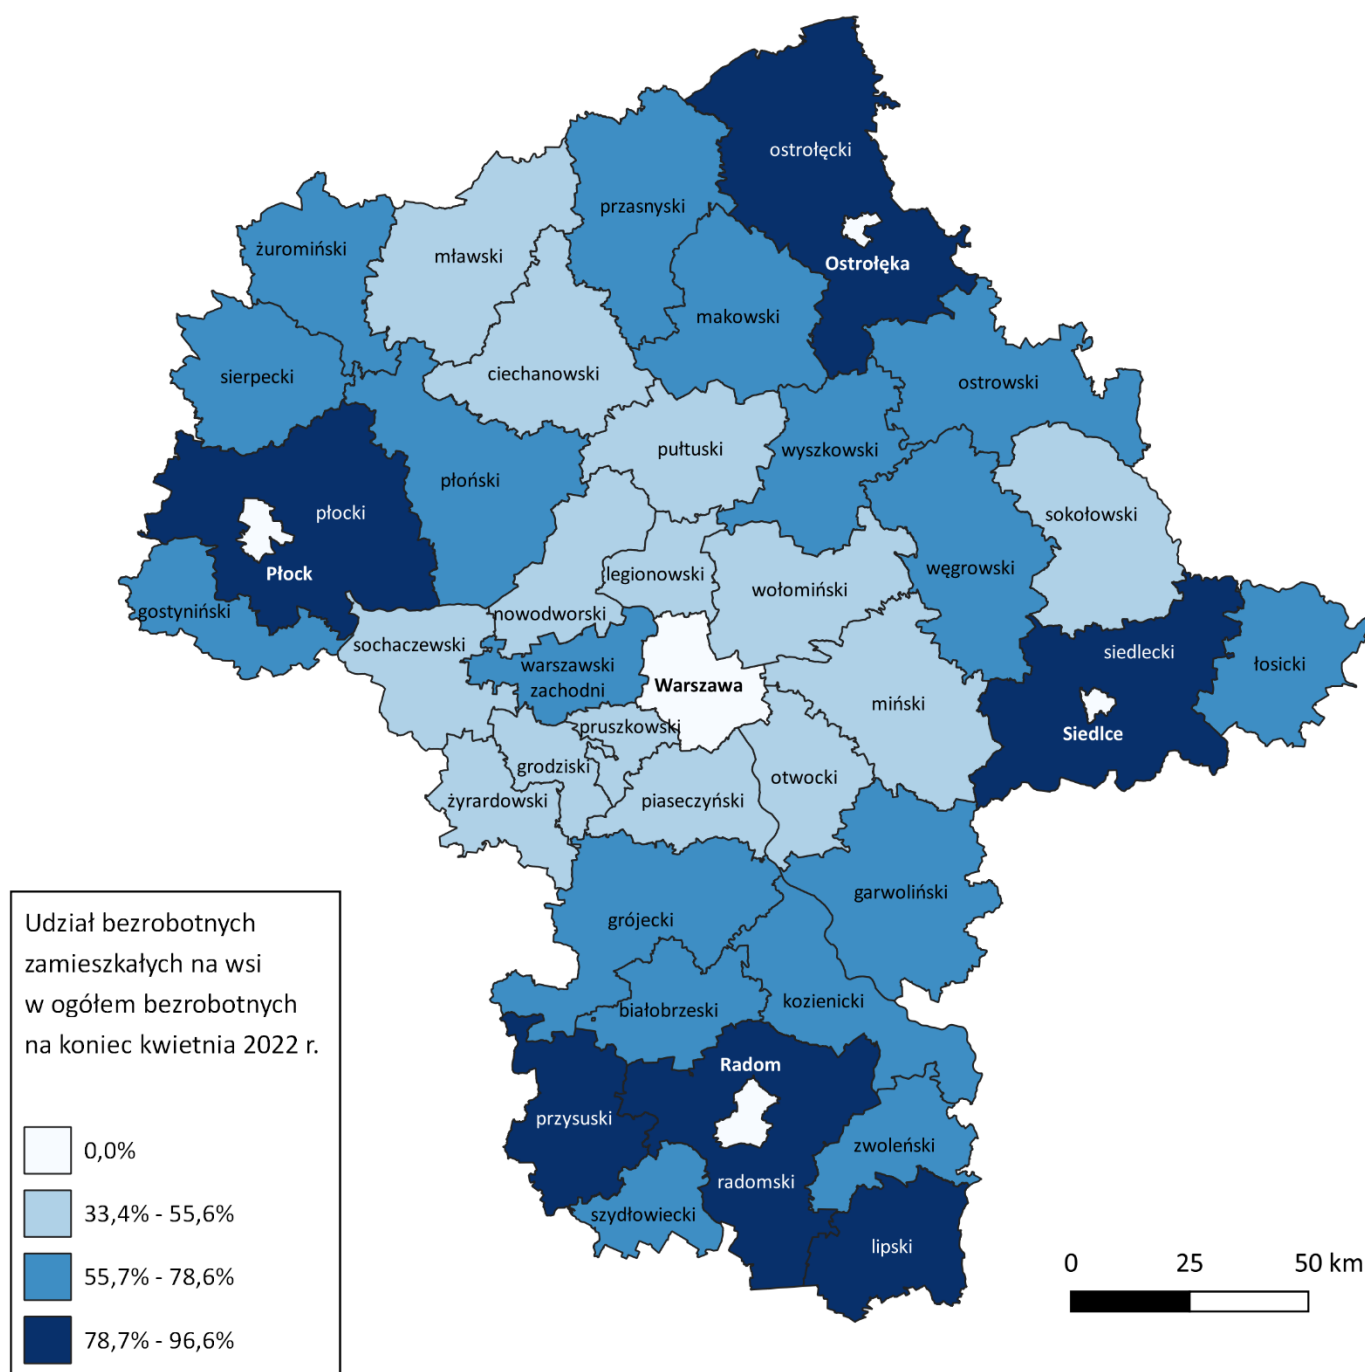 ostrołęcki
przasnyski
żuromiński
mławski
Ostrołęka
makowski
sierpecki
ciechanowski
ostrowski
pułtuski
wyszkowski
płoński
płocki
sokołowski
Płock
legionowski
wołomiński
węgrowski
gostyniński
nowodworski
sochaczewski
warszawski
zachodni
Warszawa
siedlecki
łosicki
miński
pruszkowski
Siedlce
grodziski
otwocki
żyrardowski
piaseczyński
garwoliński
grójecki
kozienicki
białobrzeski
Radom
przysuski
zwoleński
radomski
szydłowiecki
lipski
Udział bezrobotnych
zamieszkałych na wsi
w ogółem bezrobotnych
na koniec kwietnia 2022 r.
0,0%
33,4% - 55,6%
55,7% - 78,6%
78,7% - 96,6%
0 25 50 km